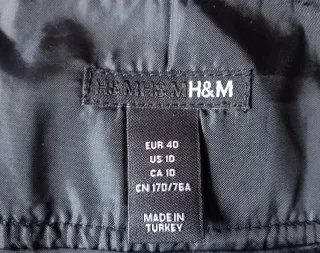 H&M H&M H&M
EUR 40
US 10
CA 10
CN 170/76A
MADE IN
TURKEY